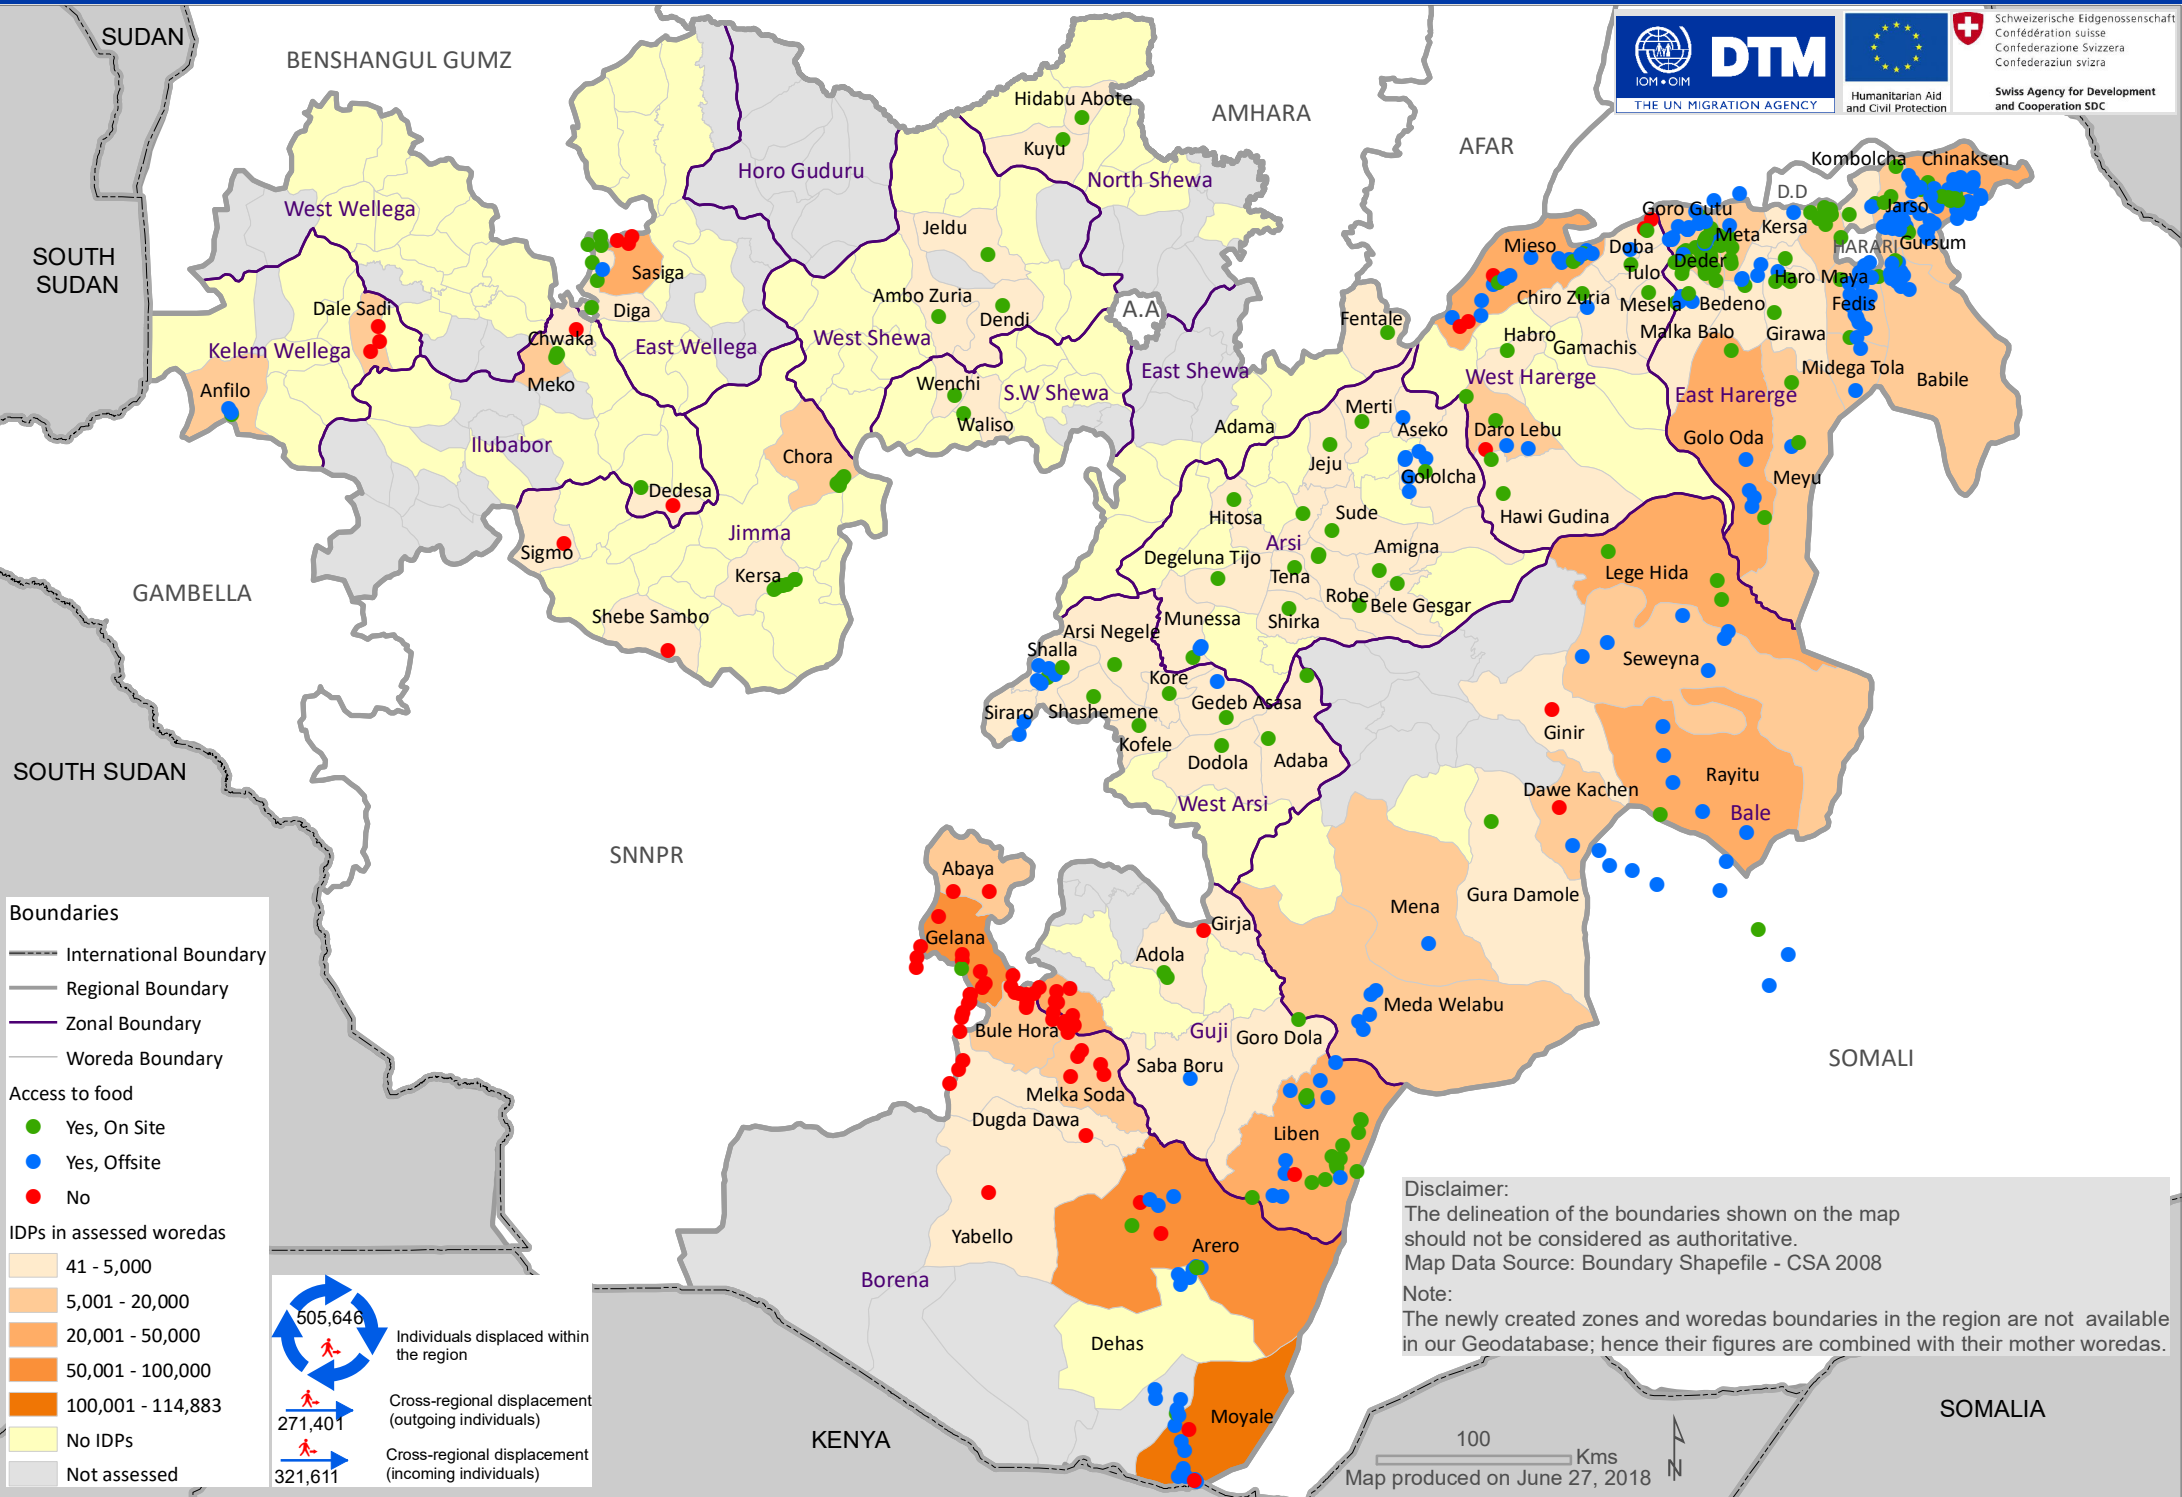 SUDAN
BENSHANGUL GUMZ
AMHARA
AFAR
IOM • OIM
DTM
THE UN MIGRATION AGENCY
Humanitarian Aid
and Civil Protection
Schweizerische Eidgenossenschaft
Confédération suisse
Confederazione Svizzera
Confederaziun svizra
Swiss Agency for Development
and Cooperation SDC
Hidabu Abote
Kuyu
North Shewa
Horo Guduru
West Wellega
SOUTH
SUDAN
Jeldu
Sasiga
Diga
Ambo Zuria
Dendi
A.A
Dale Sadi
Kelem Wellega
Chwaka
East Wellega
West Shewa
Anfilo
Meko
Wenchi
S.W Shewa
East Shewa
Waliso
Ilubabor
Chora
Adama
Dedesa
Jimma
Sigmo
Kersa
Shebe Sambo
GAMBELLA
SOUTH SUDAN
SNNPR
Kombolcha
Chinaksen
D.D
Goro Gutu
Jarso
Kersa
Meta
Mieso
Doba
HARARI
Gursum
Deder
Tulo
Haro Maya
Chiro Zuria
Mesela
Bedeno
Fedis
Fentale
Habro
Malka Balo
Girawa
Gamachis
Midega Tola
West Harerge
Babile
East Harerge
Merti
Aseko
Daro Lebu
Golo Oda
Jeju
Gololcha
Meyu
Hitosa
Sude
Hawi Gudina
Arsi
Amigna
Degeluna Tijo
Tena
Lege Hida
Robe
Bele Gesgar
Munessa
Shirka
Arsi Negele
Shalla
Seweyna
Kore
Gedeb Asasa
Siraro
Shashemene
Ginir
Kofele
Dodola
Adaba
Rayitu
Dawe Kachen
West Arsi
Bale
Abaya
Gura Damole
Mena
Girja
Gelana
Adola
Meda Welabu
Bule Hora
Guji
Goro Dola
Saba Boru
SOMALI
Melka Soda
Dugda Dawa
Liben
Yabello
Arero
Borena
Dehas
Moyale
KENYA
SOMALIA
Boundaries
International Boundary
Regional Boundary
Zonal Boundary
Woreda Boundary
Access to food
Yes, On Site
Yes, Offsite
No
IDPs in assessed woredas
41 - 5,000
5,001 - 20,000
20,001 - 50,000
50,001 - 100,000
100,001 - 114,883
No IDPs
Not assessed
505,646
Individuals displaced within
the region
271,401
Cross-regional displacement
(outgoing individuals)
321,611
Cross-regional displacement
(incoming individuals)
Disclaimer:
The delineation of the boundaries shown on the map
should not be considered as authoritative.
Map Data Source: Boundary Shapefile - CSA 2008
Note:
The newly created zones and woredas boundaries in the region are not available
in our Geodatabase; hence their figures are combined with their mother woredas.
100
Kms
Map produced on June 27, 2018
N